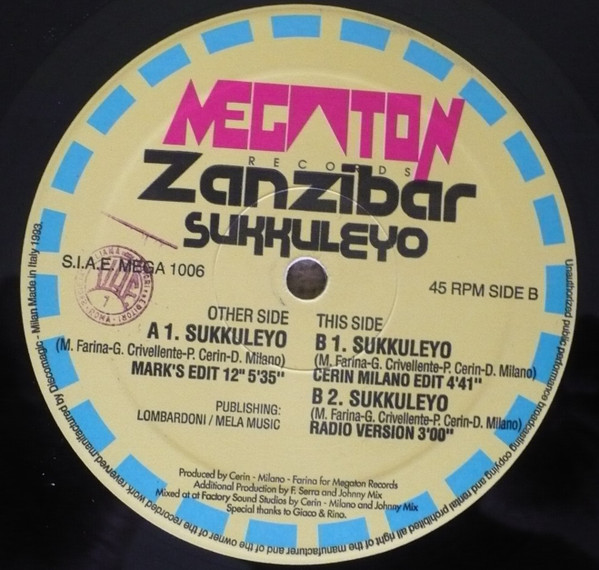 MEGATON
RECORDS
Zanzibar
SUKKULEYO
S.I.A.E. MEGA 1006
45 RPM SIDE B
OTHER SIDE
A 1. SUKKULEYO
(M. Farina-G. Crivellente-P. Cerin-D. Milano)
MARK'S EDIT 12" 5'35"
PUBLISHING:
LOMBARDONI / MELA MUSIC
THIS SIDE
B 1. SUKKULEYO
(M. Farina-G. Crivellente-P. Cerin-D. Milano)
CERIN MILANO EDIT 4'41"
B 2. SUKKULEYO
(M. Farina-G. Crivellente-P. Cerin-D. Milano)
RADIO VERSION 3'00"
Produced by Cerin - Milano - Farina for Megaton Records
Additional Production by F. Serra and Johnny Mix
Mixed at at Factory Sound Studios by Cerin - Milano and Johnny Mix
Special thanks to Giaco & Rino.
Unauthorized public performance broadcasting copying and rental prohibited all right of the manufacturer and of the owner of the recorded work reserved manifactured by Discomagic - Milan Made in Italy 1993.